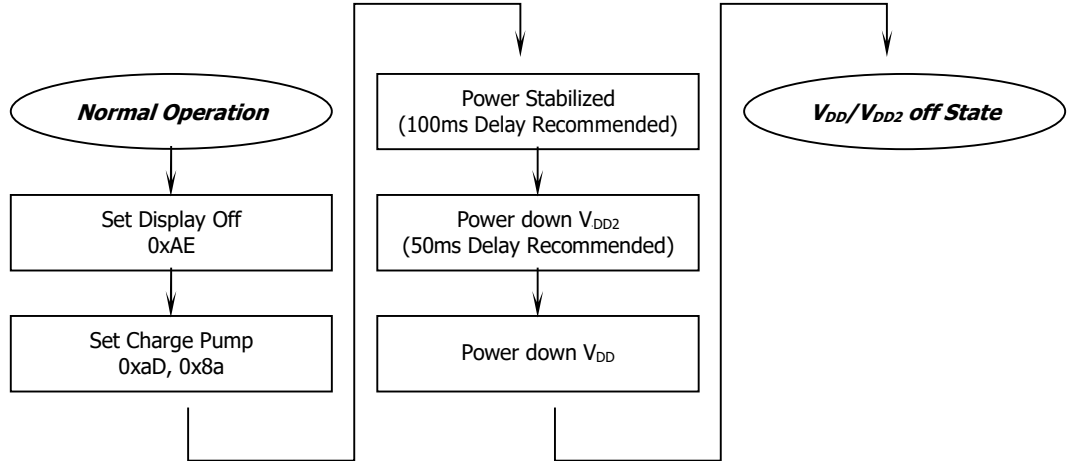 Normal Operation
Set Display Off
0xAE
Set Charge Pump
0xaD, 0x8a
Power Stabilized
(100ms Delay Recommended)
Power down VDD2
(50ms Delay Recommended)
Power down VDD
VDD/VDD2 off State